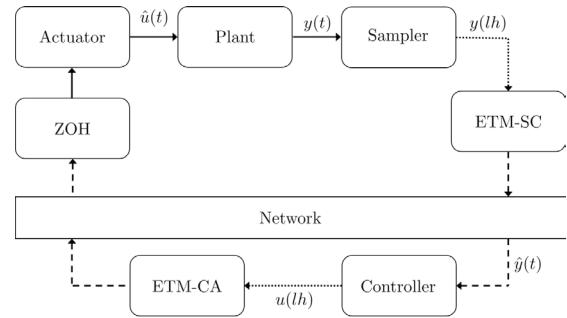 Actuator
û(t)
Plant
y(t)
Sampler
y(lh)
ETM-SC
ZOH
Network
ŷ(t)
ETM-CA
u(lh)
Controller